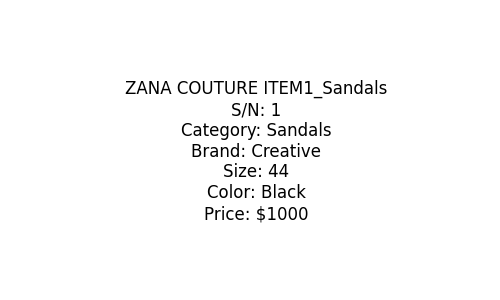 ZANA COUTURE ITEM1_Sandals
S/N: 1
Category: Sandals
Brand: Creative
Size: 44
Color: Black
Price: $1000